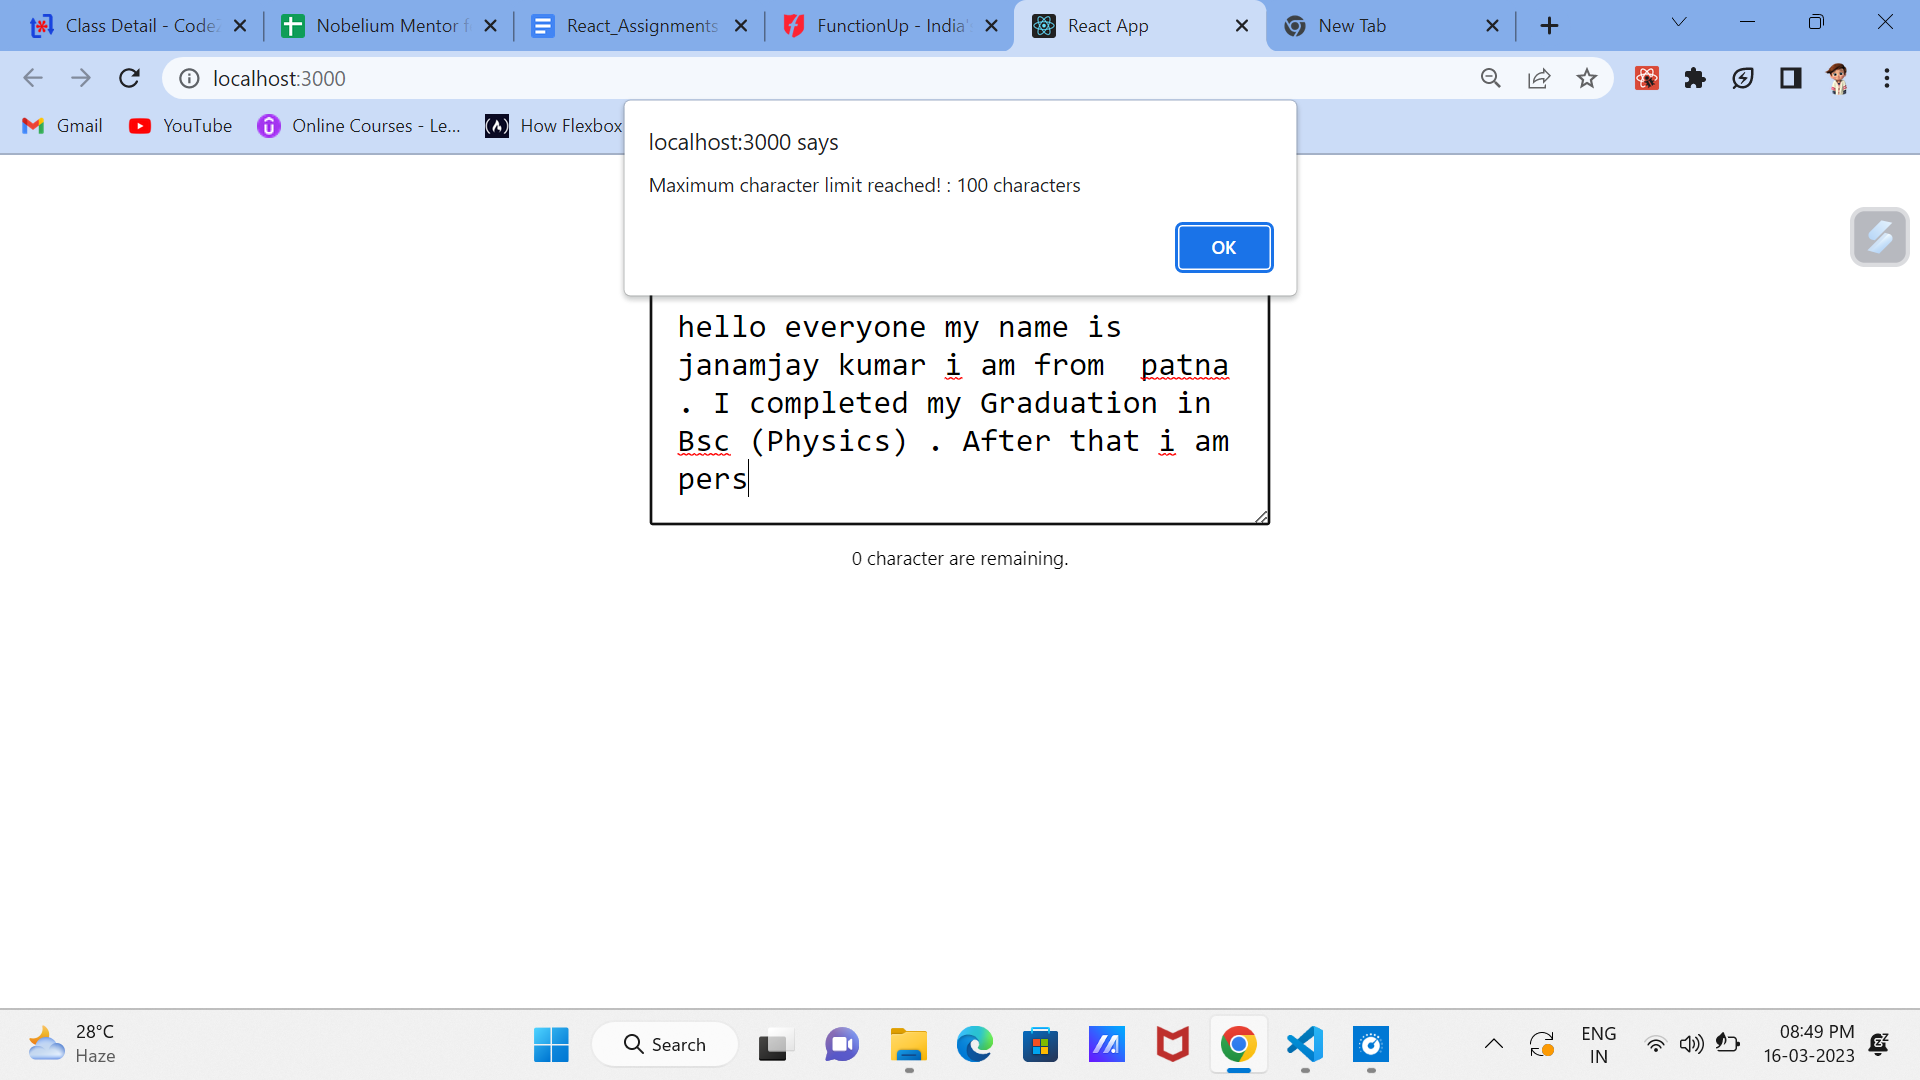 Class Detail - Code
Nobelium Mentor f
React_Assignments
FunctionUp - India'
React App
New Tab
localhost:3000
Gmail
YouTube
Online Courses - Le...
How Flexbox
localhost:3000 says
Maximum character limit reached! : 100 characters
OK
hello everyone my name is
janamjay kumar i am from  patna
. I completed my Graduation in
Bsc (Physics) . After that i am
pers
0 character are remaining.
28°C
Haze
Search
ENG
IN
08:49 PM
16-03-2023